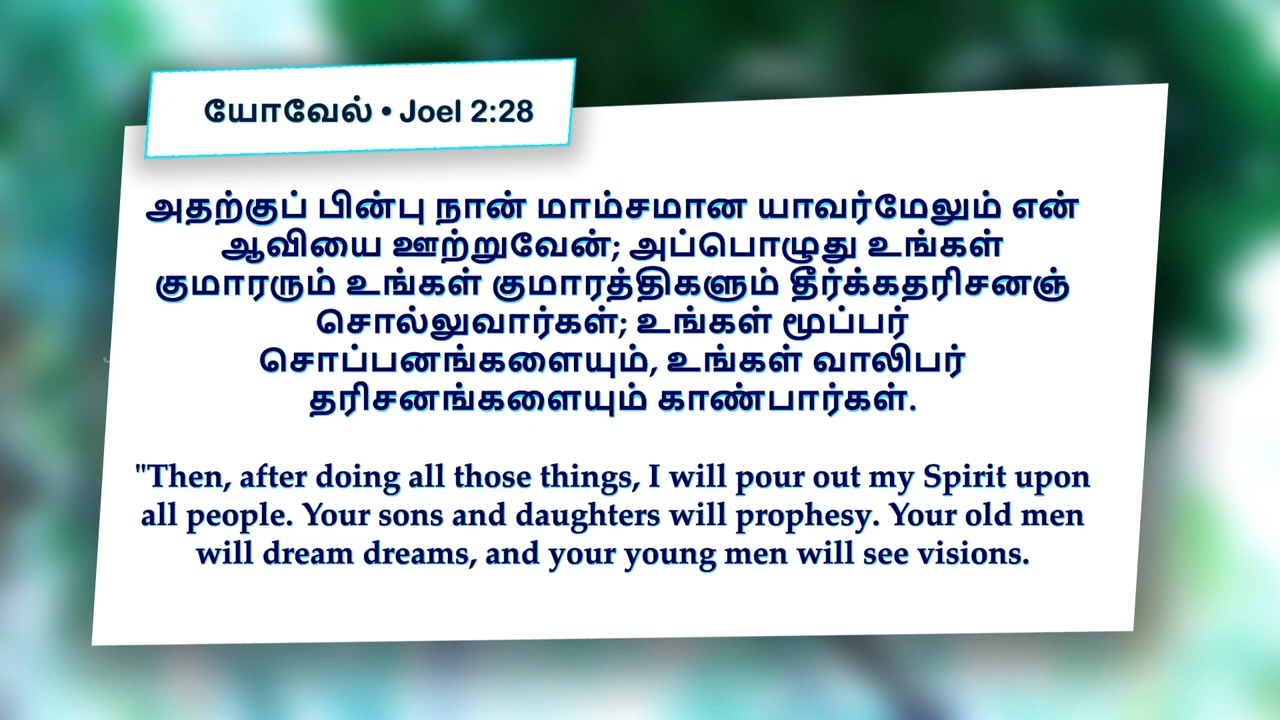 யோவேல் • Joel 2:28
அதற்குப் பின்பு நான் மாம்சமான யாவர்மேலும் என்
ஆவியை ஊற்றுவேன்; அப்பொழுது உங்கள்
குமாரரும் உங்கள் குமாரத்திகளும் தீர்க்கதரிசனஞ்
சொல்லுவார்கள்; உங்கள் மூப்பர்
சொப்பனங்களையும், உங்கள் வாலிபர்
தரிசனங்களையும் காண்பார்கள்.
"Then, after doing all those things, I will pour out my Spirit upon
all people. Your sons and daughters will prophesy. Your old men
will dream dreams, and your young men will see visions.